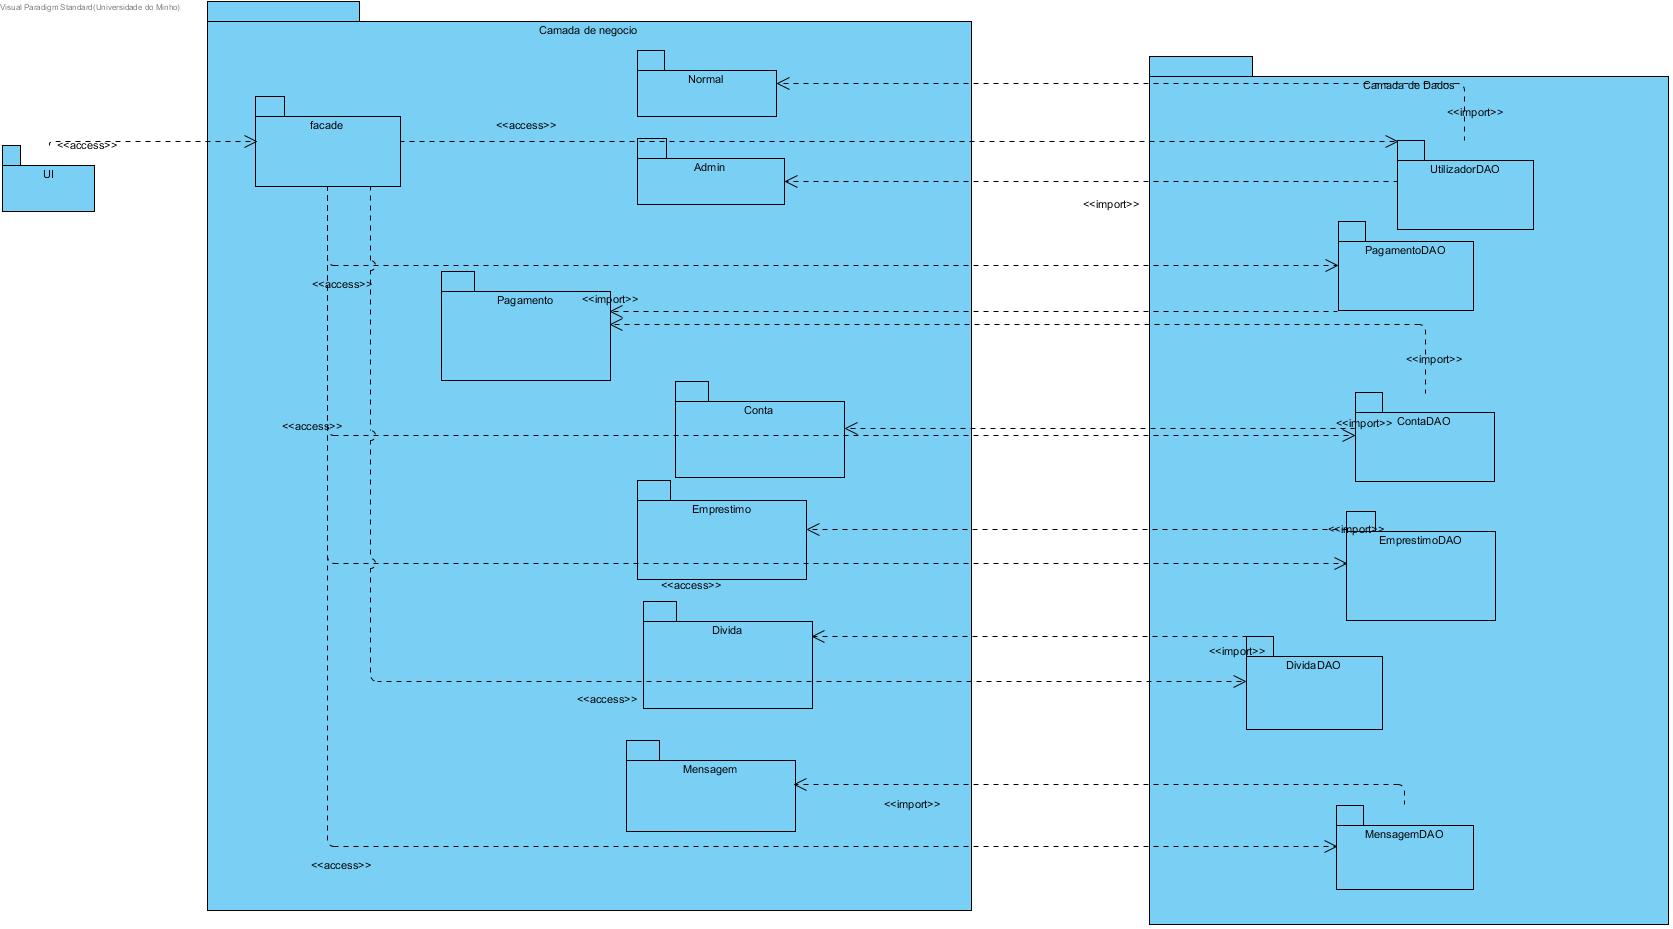 Visual Paradigm Standard(Universidade do Minho)
Camada de negocio
Normal
Camada de Dados
<<import>>
facade
<<access>>
<<access>>
UI
Admin
UtilizadorDAO
<<import>>
PagamentoDAO
<<access>>
Pagamento
<<import>>
<<import>>
Conta
<<access>>
<<import>>
ContaDAO
Emprestimo
<<import>>
EmprestimoDAO
<<access>>
Divida
<<import>>
DividaDAO
<<access>>
Mensagem
<<import>>
MensagemDAO
<<access>>